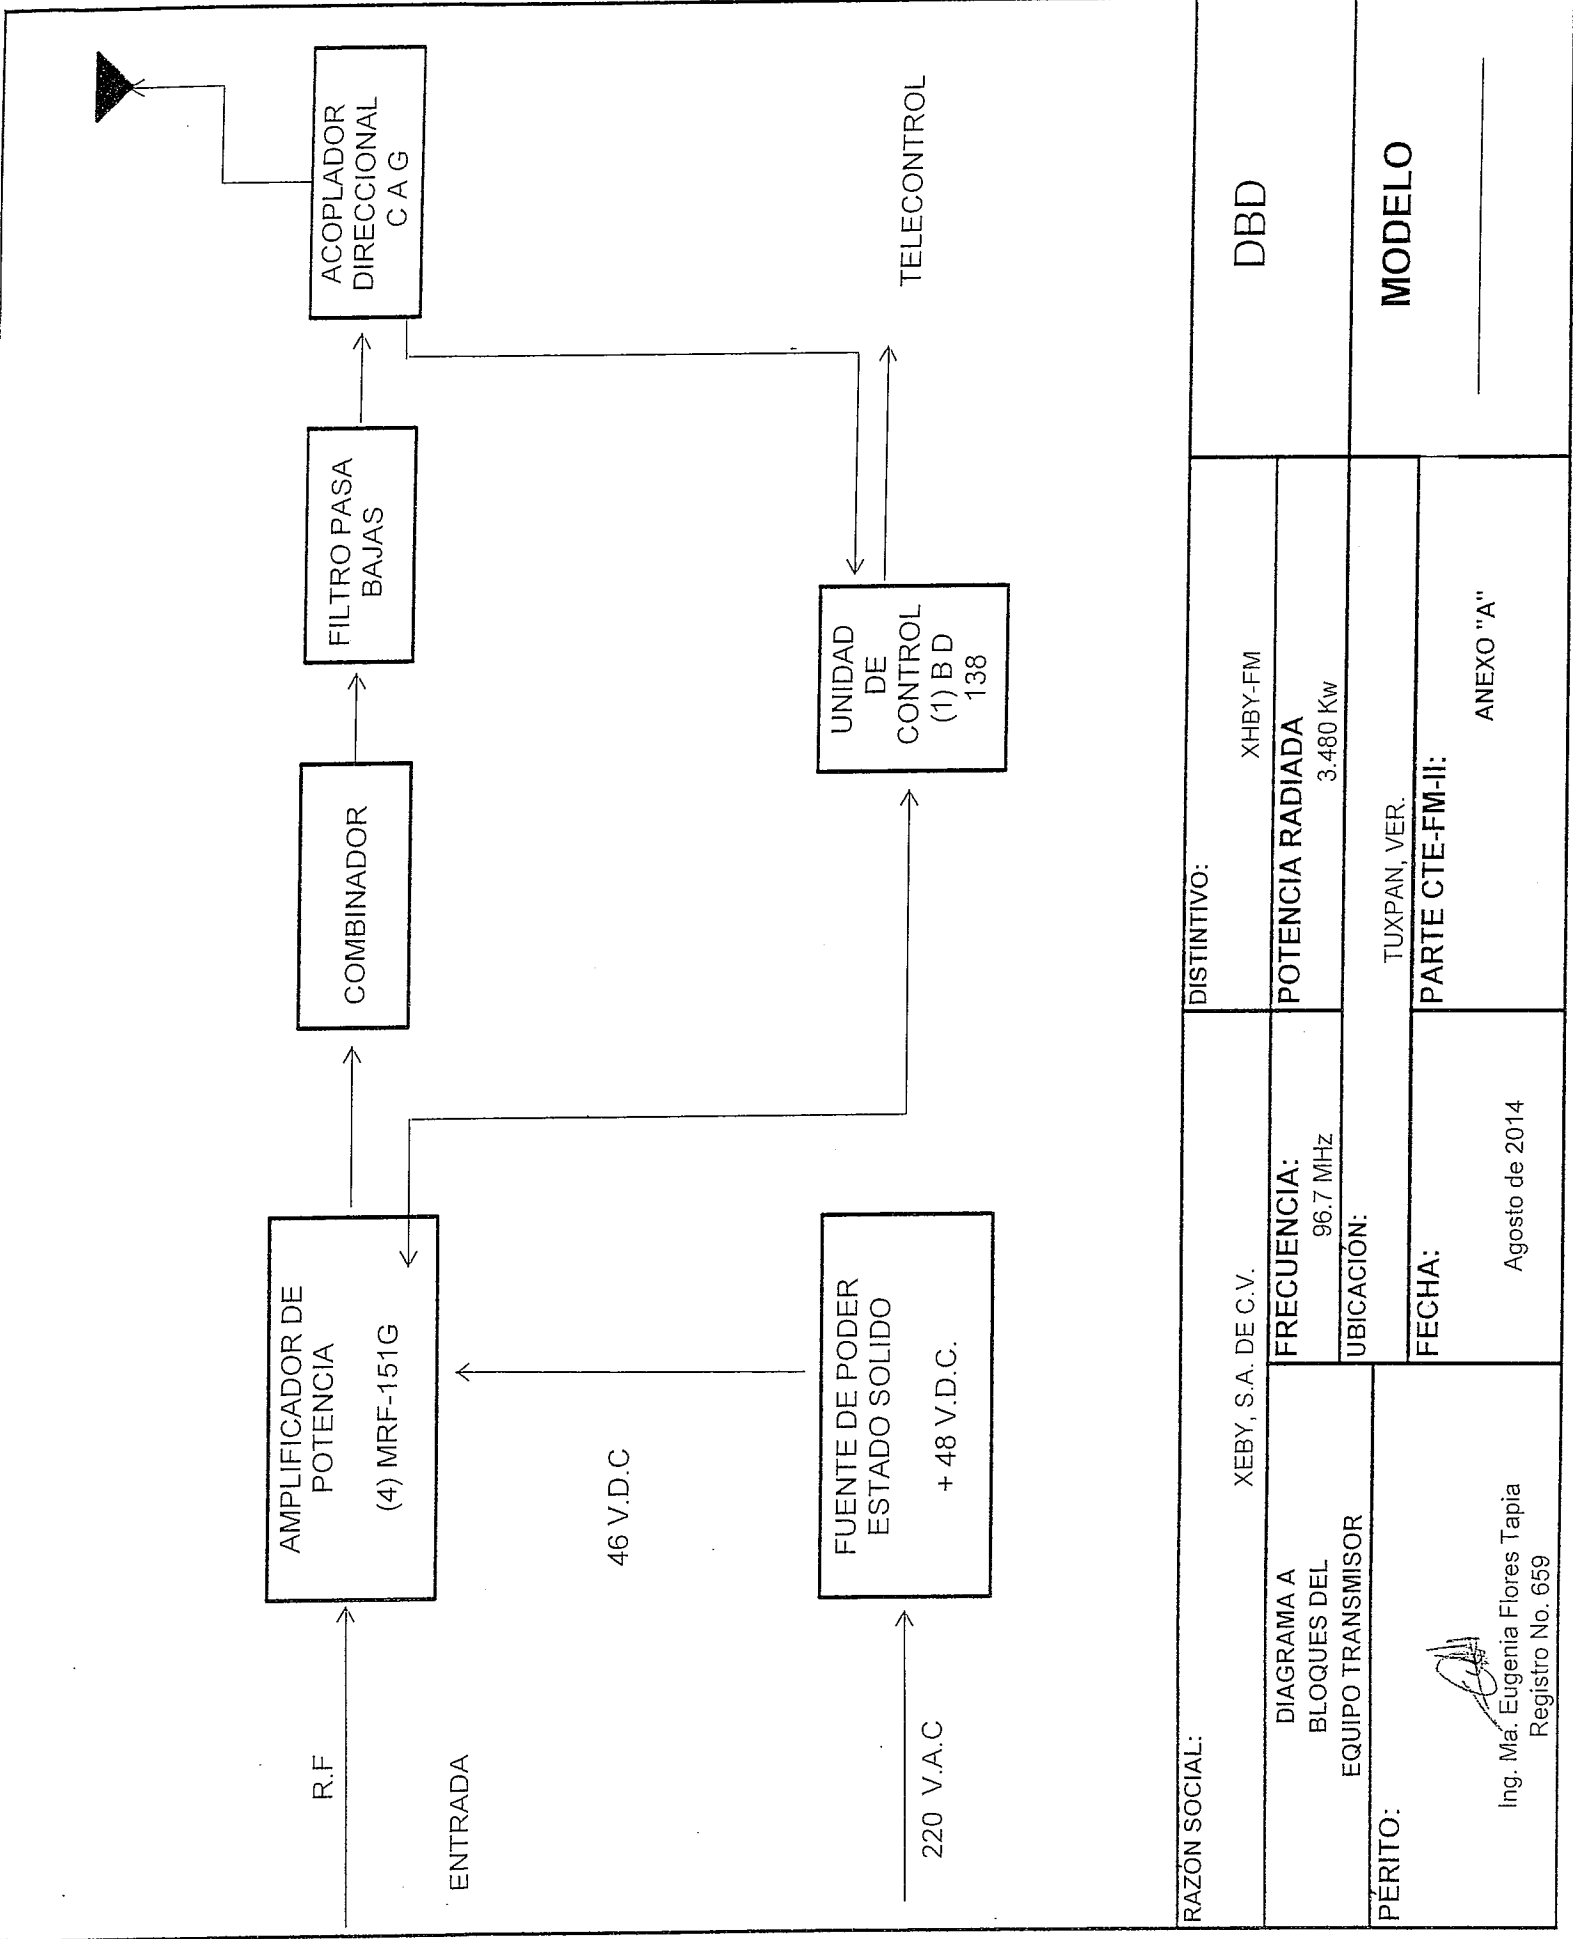 R.F
ENTRADA
AMPLIFICADOR DE
POTENCIA
(4) MRF-151G
COMBINADOR
FILTRO PASA
BAJAS
ACOPLADOR
DIRECCIONAL
C A G
46 V.D.C
220 V.A.C
FUENTE DE PODER
ESTADO SOLIDO
+ 48 V.D.C.
UNIDAD
DE
CONTROL
(1) B D
138
TELECONTROL
RAZON SOCIAL:
XEBY, S.A. DE C.V.
DISTINTIVO:
XHBY-FM
DBD
DIAGRAMA A
BLOQUES DEL
EQUIPO TRANSMISOR
FRECUENCIA:
96.7 MHz
POTENCIA RADIADA
3.480 Kw
UBICACIÓN:
TUXPAN, VER.
MODELO
PERITO:
Ing. Ma. Eugenia Flores Tapia
Registro No. 659
FECHA:
Agosto de 2014
PARTE CTE-FM-II:
ANEXO "A"